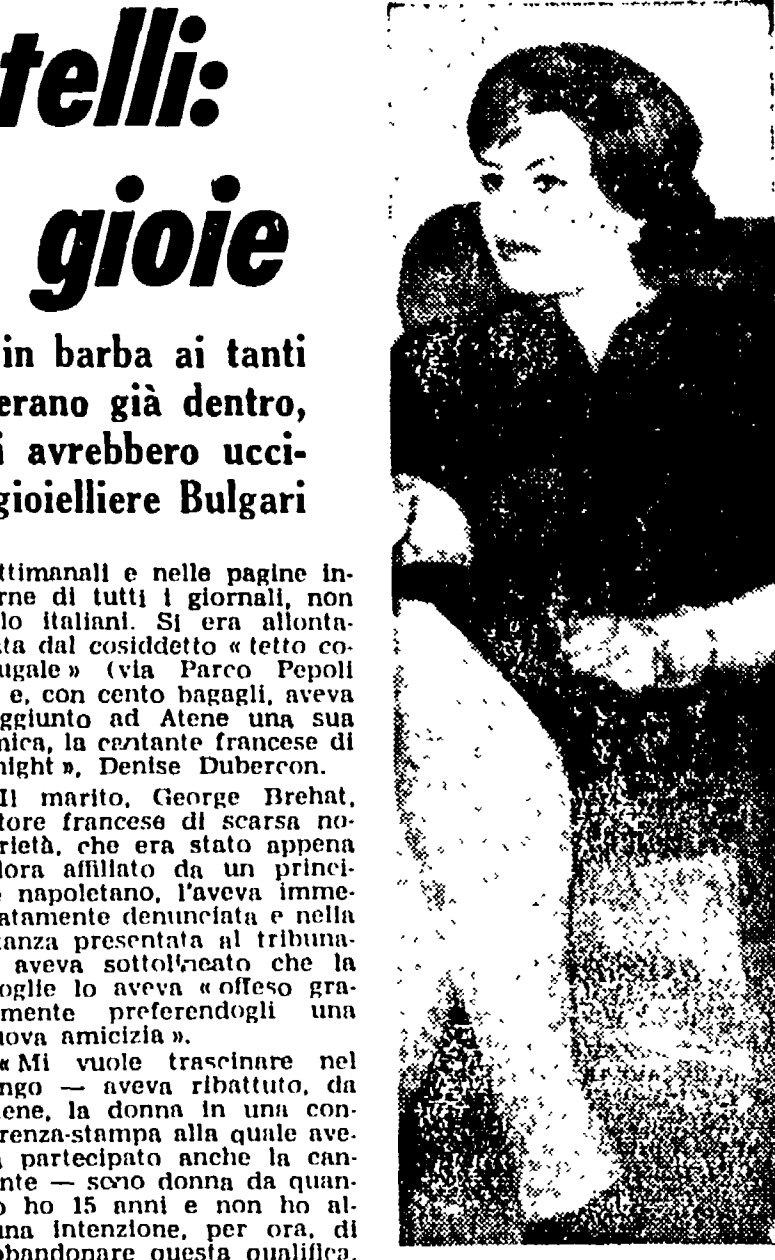 telli:
gioie
in barba ai tanti
erano già dentro,
i avrebbero ucci-
gioielliere Bulgari
ttimanali e nelle pagine in-
rne di tutti i giornali, non
lo italiani. Si era allonta-
ta dal cosiddetto « tetto co-
ugale » (via Parco Pepoli
e, con cento bagagli, aveva
ggiunto ad Atene una sua
mica, la cantante francese di
night », Denise Dubercon.
Il marito, George Brehat,
tore francese di scarsa no-
rietà, che era stato appena
lora affiliato da un princi-
e napoletano, l'aveva imme-
atamente denunciata e nella
tanza presentata al tribuna-
aveva sottolineato che la
oglie lo aveva « offeso gra-
mente preferendogli una
uova amicizia ».
« Mi vuole trascinare nel
ngo — aveva ribattuto, da
ene, la donna in una con-
renza-stampa alla quale ave-
a partecipato anche la can-
nte — sono donna da quan-
o ho 15 anni e non ho al-
una intenzione, per ora, di
bbandonare questa qualifica.